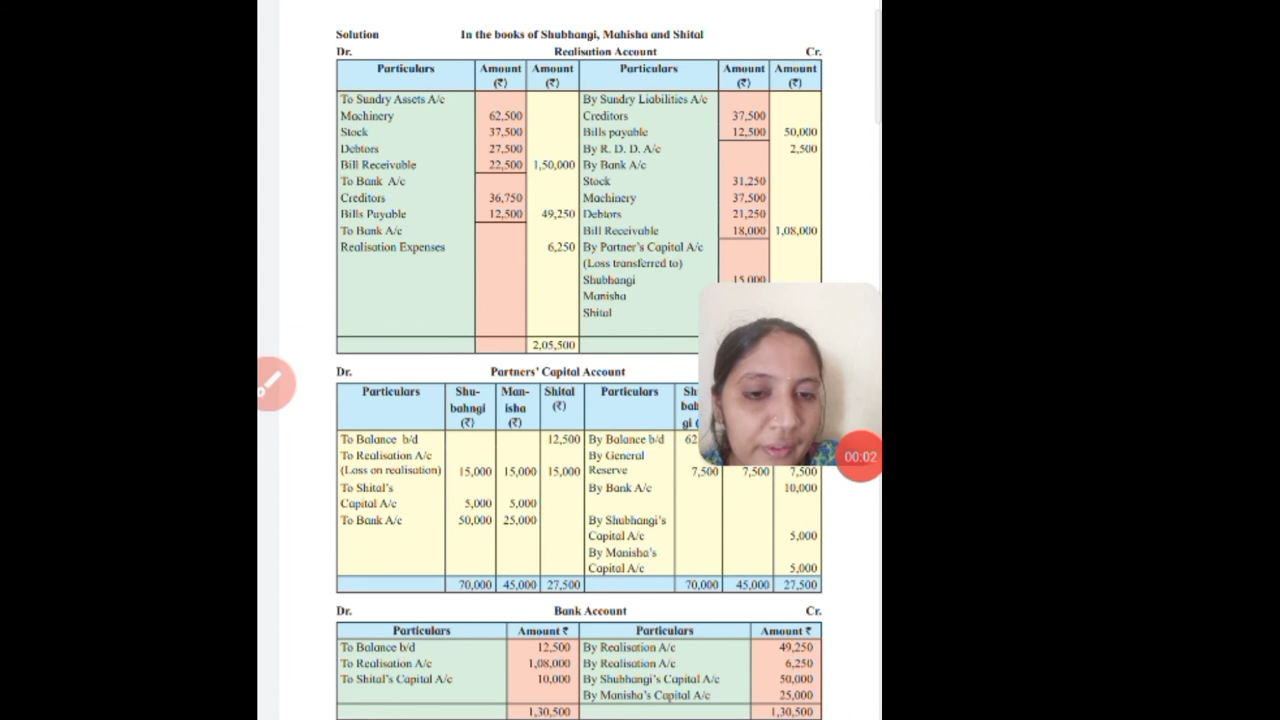 Solution In the books of Shubhangi, Mahisha and Shital
Dr. Realisation Account Cr.
Particulars Amount (₹) Amount (₹) Particulars Amount (₹) Amount (₹)
To Sundry Assets A/c By Sundry Liabilities A/c
Machinery 62,500 Creditors 37,500
Stock 37,500 Bills payable 12,500 50,000
Debtors 27,500 By R. D. D. A/c 2,500
Bill Receivable 22,500 1,50,000 By Bank A/c
To Bank A/c Stock 31,250
Creditors 36,750 Machinery 37,500
Bills Payable 12,500 49,250 Debtors 21,250
To Bank A/c Bill Receivable 18,000 1,08,000
Realisation Expenses 6,250 By Partner's Capital A/c
(Loss transferred to)
Shubhangi 15,000
Manisha
Shital
2,05,500
Dr. Partners' Capital Account
Particulars Shu- Man- Shital Particulars Sh
bahngi isha (₹) bah
(₹) (₹) gi (
To Balance b/d 12,500 By Balance b/d 62
To Realisation A/c By General
(Loss on realisation) 15,000 15,000 15,000 Reserve 7,500 7,500 7,500
To Shital's By Bank A/c 10,000
Capital A/c 5,000 5,000
To Bank A/c 50,000 25,000 By Shubhangi's
Capital A/c 5,000
By Manisha's
Capital A/c 5,000
70,000 45,000 27,500 70,000 45,000 27,500
Dr. Bank Account Cr.
Particulars Amount ₹ Particulars Amount ₹
To Balance b/d 12,500 By Realisation A/c 49,250
To Realisation A/c 1,08,000 By Realisation A/c 6,250
To Shital's Capital A/c 10,000 By Shubhangi's Capital A/c 50,000
By Manisha's Capital A/c 25,000
1,30,500 1,30,500
00:02